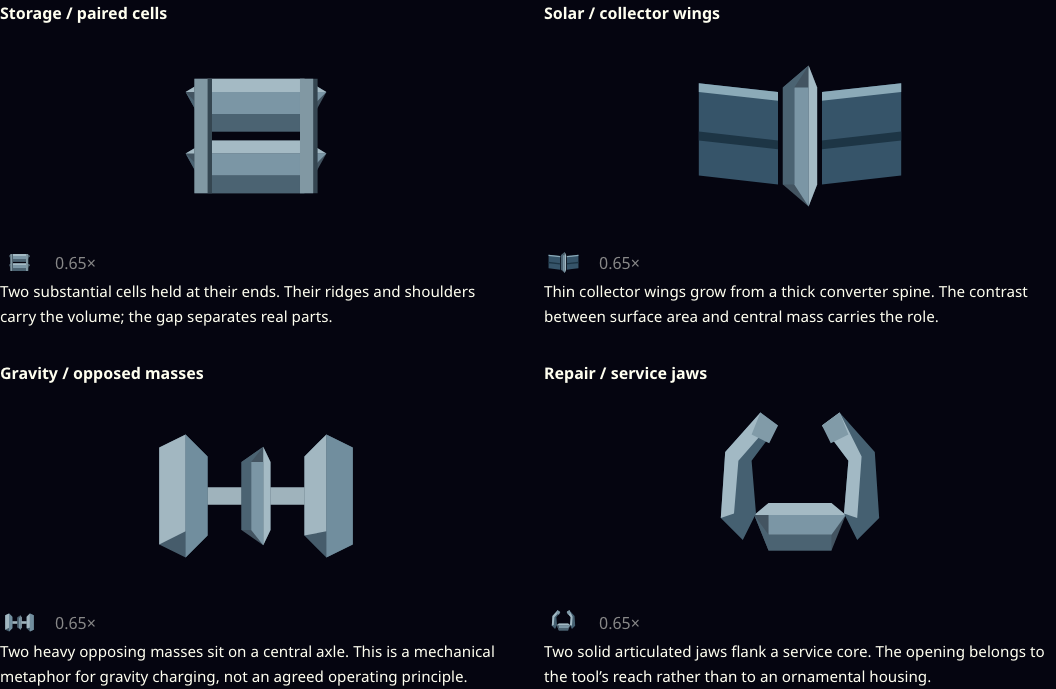 Storage / paired cells
Solar / collector wings
0.65×
0.65×
Two substantial cells held at their ends. Their ridges and shoulders
carry the volume; the gap separates real parts.
Thin collector wings grow from a thick converter spine. The contrast
between surface area and central mass carries the role.
Gravity / opposed masses
Repair / service jaws
0.65×
0.65×
Two heavy opposing masses sit on a central axle. This is a mechanical
metaphor for gravity charging, not an agreed operating principle.
Two solid articulated jaws flank a service core. The opening belongs to
the tool’s reach rather than to an ornamental housing.